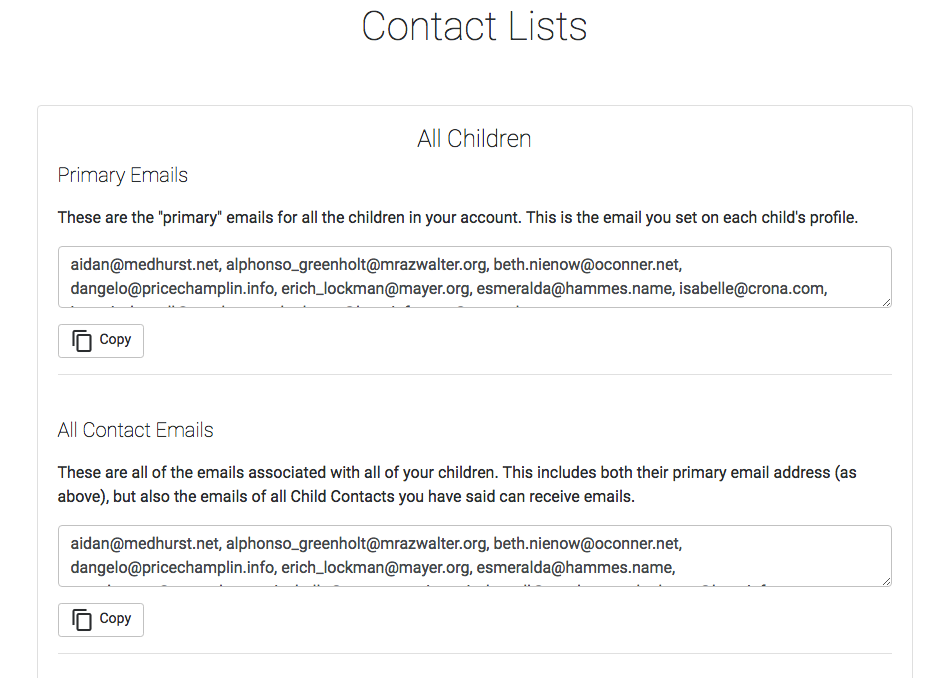 Contact Lists
All Children
Primary Emails
These are the "primary" emails for all the children in your account. This is the email you set on each child's profile.
aidan@medhurst.net, alphonso_greenholt@mrazwalter.org, beth.nienow@oconner.net,
dangelo@pricechamplin.info, erich_lockman@mayer.org, esmeralda@hammes.name, isabelle@crona.com,
Copy
All Contact Emails
These are all of the emails associated with all of your children. This includes both their primary email address (as
above), but also the emails of all Child Contacts you have said can receive emails.
aidan@medhurst.net, alphonso_greenholt@mrazwalter.org, beth.nienow@oconner.net,
dangelo@pricechamplin.info, erich_lockman@mayer.org, esmeralda@hammes.name,
Copy